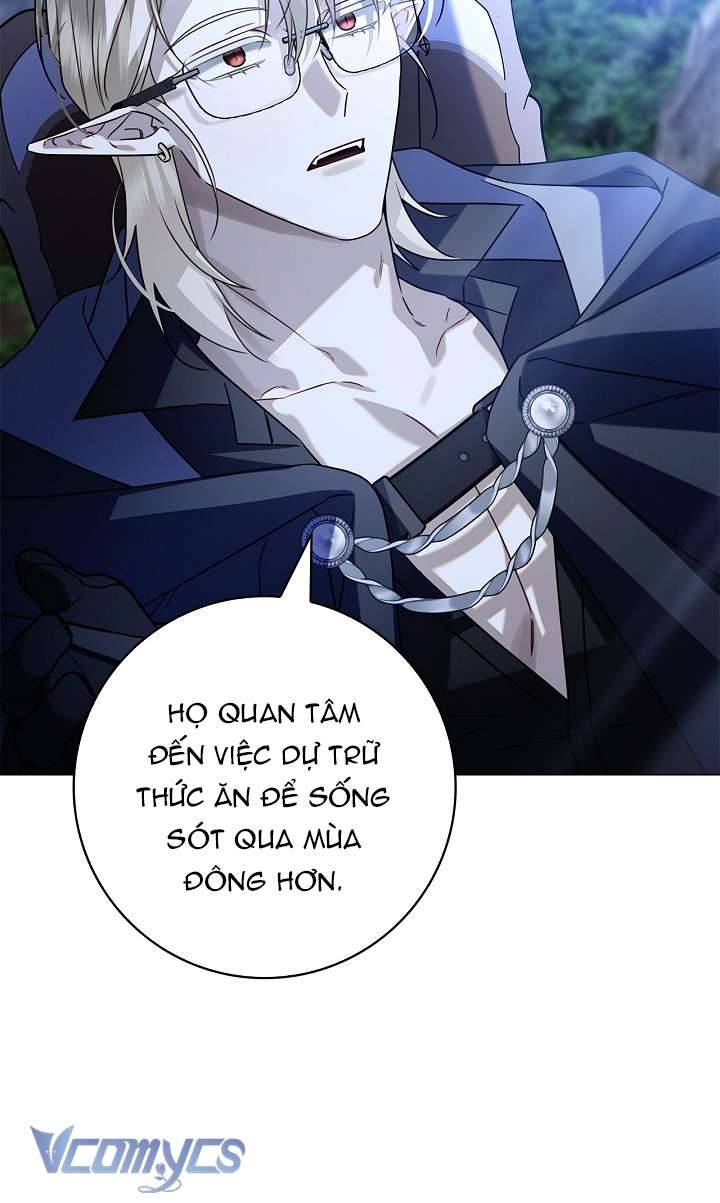 HỌ QUAN TÂM
ĐẾN VIỆC DỰ TRỮ
THỨC ĂN ĐỂ SỐNG
SÓT QUA MÙA
ĐÔNG HƠN.
Vcomycs